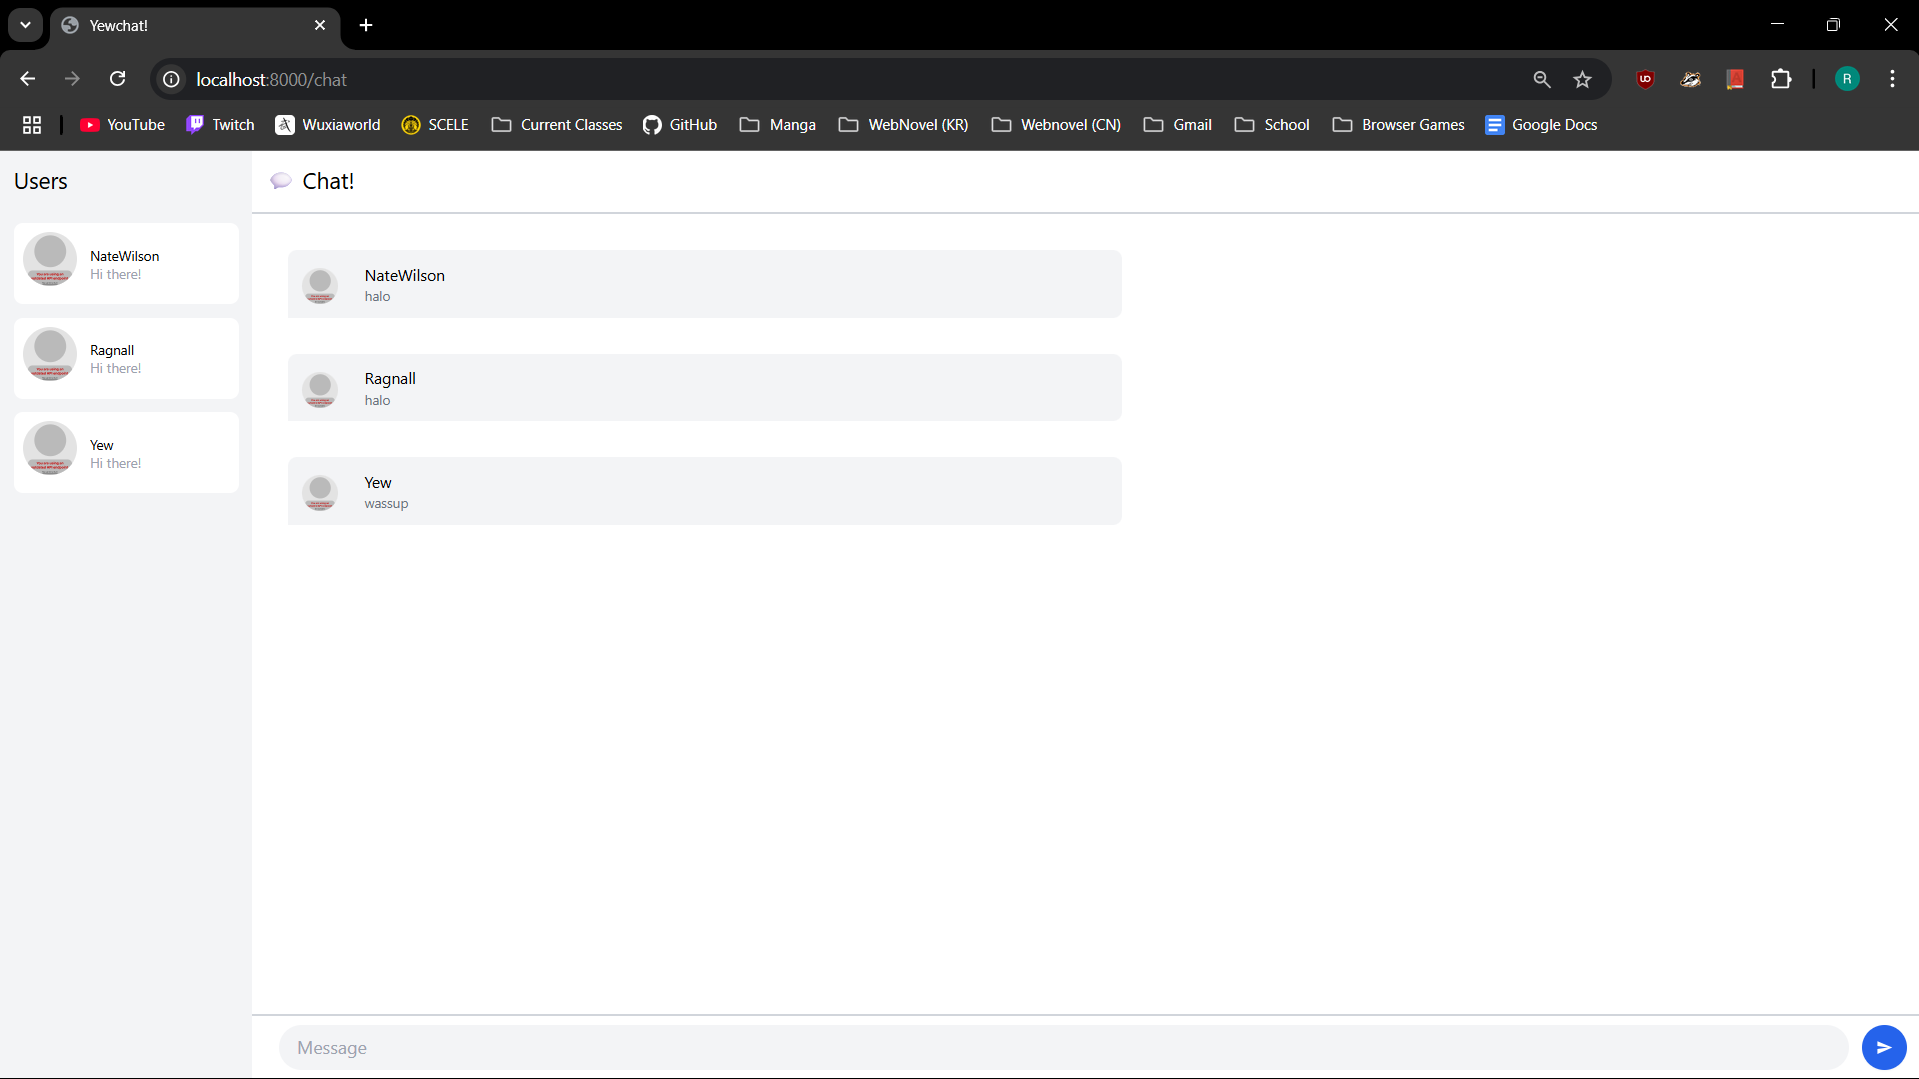 Yewchat!
localhost:8000/chat
R
YouTube Twitch Wuxiaworld SCELE Current Classes GitHub Manga WebNovel (KR) Webnovel (CN) Gmail School Browser Games Google Docs
Users
NateWilson
Hi there!
Ragnall
Hi there!
Yew
Hi there!
Chat!
NateWilson
halo
Ragnall
halo
Yew
wassup
Message